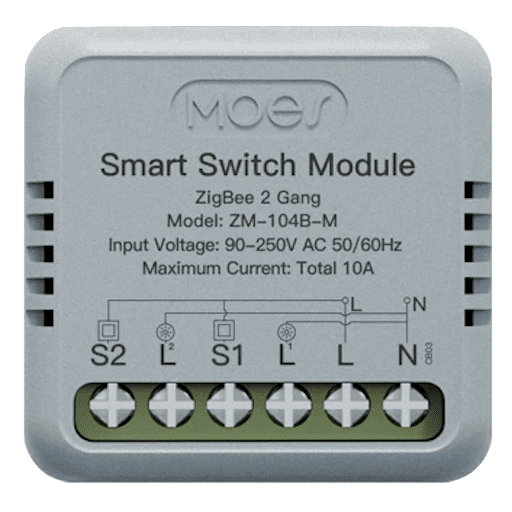 MOES
Smart Switch Module
ZigBee 2 Gang
Model: ZM-104B-M
Input Voltage: 90-250V AC 50/60Hz
Maximum Current: Total 10A
L N
S2 L2 S1 L1 L N
CB03